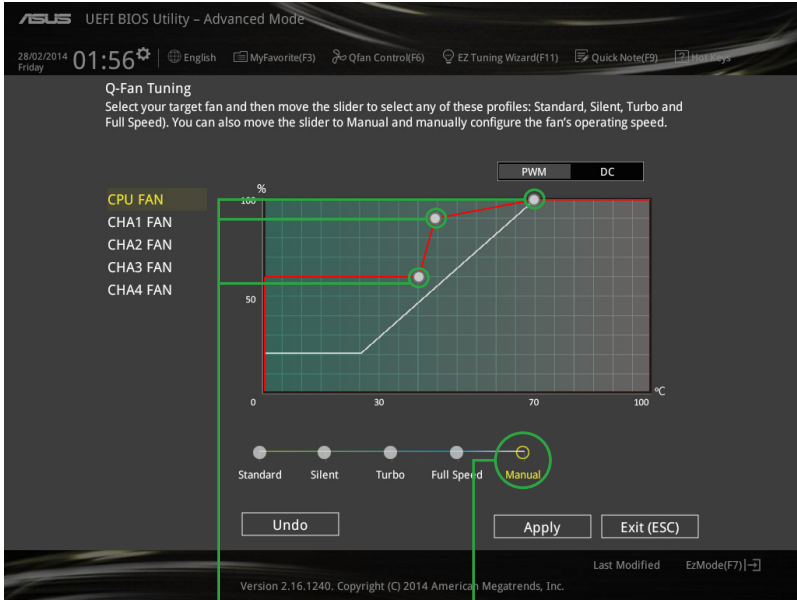 ASUS UEFI BIOS Utility – Advanced Mode
28/02/2014 Friday 01:56 English MyFavorite(F3) Qfan Control(F6) EZ Tuning Wizard(F11) Quick Note(F9) ? Hot Keys
Q-Fan Tuning
Select your target fan and then move the slider to select any of these profiles: Standard, Silent, Turbo and
Full Speed). You can also move the slider to Manual and manually configure the fan's operating speed.
PWM DC
%
CPU FAN
100
CHA1 FAN
CHA2 FAN
CHA3 FAN
CHA4 FAN
50
ºC
0 30 70 100
Standard Silent Turbo Full Speed Manual
Undo Apply Exit (ESC)
Last Modified EzMode(F7)
Version 2.16.1240. Copyright (C) 2014 American Megatrends, Inc.